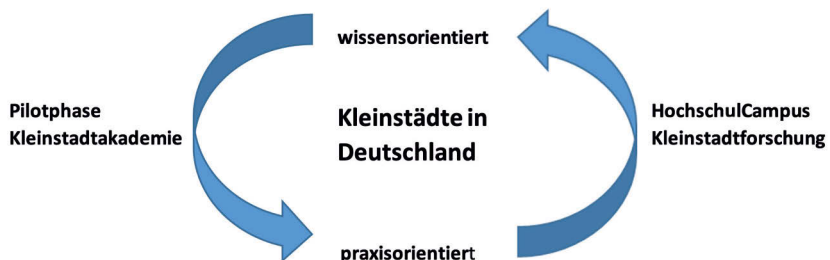 wissensorientiert
Pilotphase
Kleinstadtakademie
Kleinstädte in
Deutschland
HochschulCampus
Kleinstadtforschung
praxisorientiert